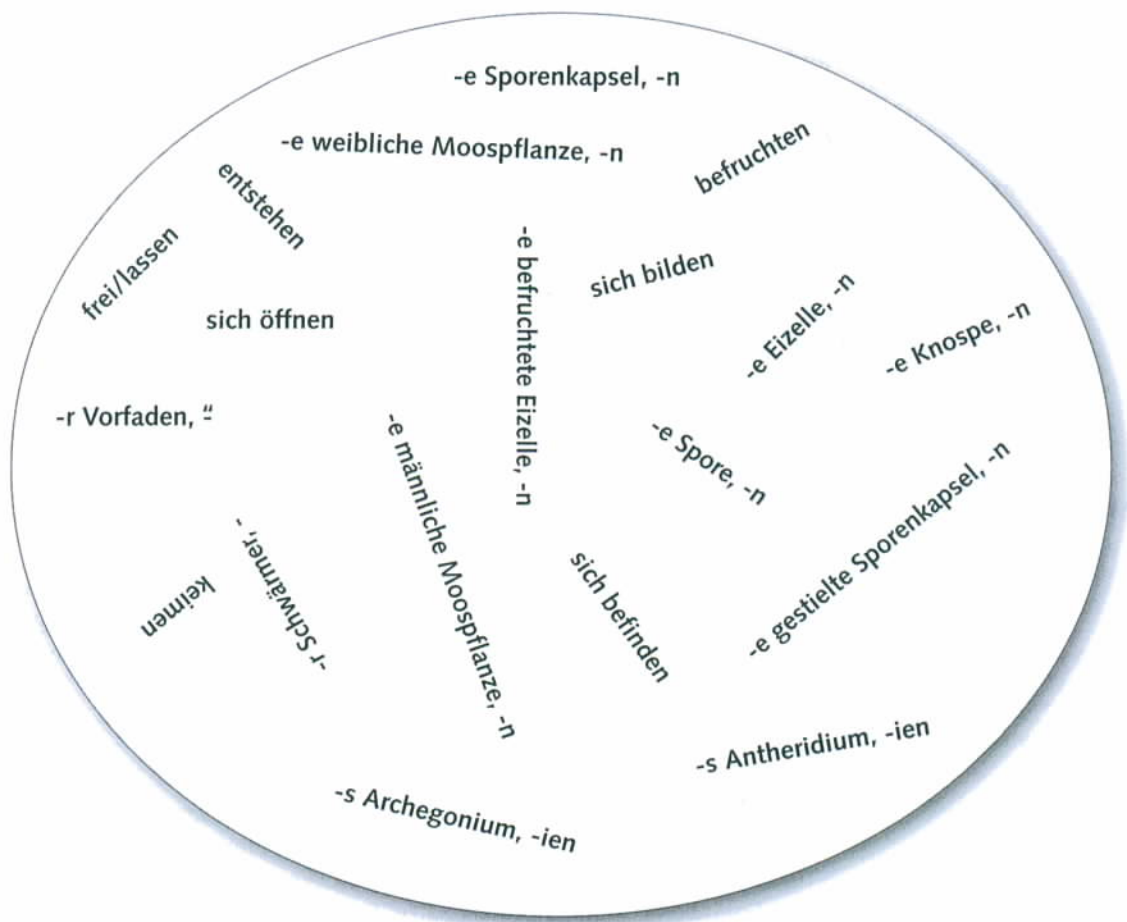 -e Sporenkapsel, -n
-e weibliche Moospflanze, -n
befruchten
entstehen
frei/lassen
sich öffnen
-e befruchtete Eizelle, -n
sich bilden
-e Eizelle, -n
-e Knospe, -n
-r Vorfaden, ⸚
-e männliche Moospflanze, -n
-e Spore, -n
-e gestielte Sporenkapsel, -n
keimen
-r Schwärmer, -
sich befinden
-s Antheridium, -ien
-s Archegonium, -ien